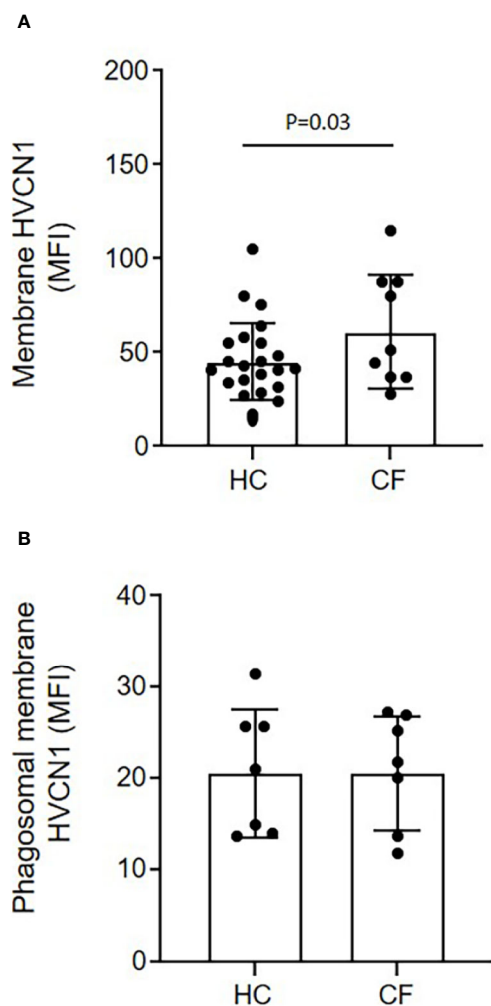 A
200
150
100
50
0
Membrane HVCN1
(MFI)
P=0.03
HC CF
B
40
30
20
10
0
Phagosomal membrane
HVCN1 (MFI)
HC CF